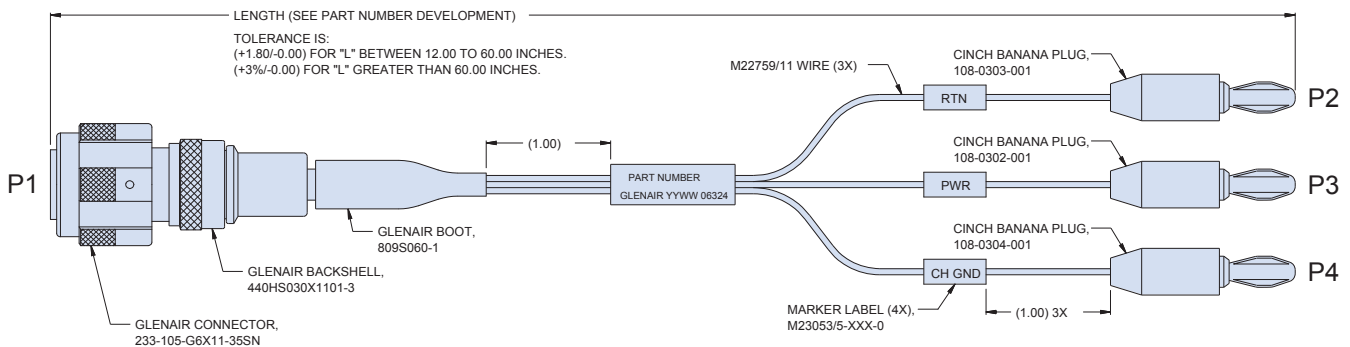 LENGTH (SEE PART NUMBER DEVELOPMENT)
TOLERANCE IS:
(+1.80/-0.00) FOR "L" BETWEEN 12.00 TO 60.00 INCHES.
(+3%/-0.00) FOR "L" GREATER THAN 60.00 INCHES.
M22759/11 WIRE (3X)
CINCH BANANA PLUG,
108-0303-001
RTN
P2
(1.00)
CINCH BANANA PLUG,
108-0302-001
P1
PART NUMBER
GLENAIR YYWW 06324
PWR
P3
GLENAIR BOOT,
809S060-1
CINCH BANANA PLUG,
108-0304-001
GLENAIR BACKSHELL,
440HS030X1101-3
CH GND
P4
MARKER LABEL (4X),
M23053/5-XXX-0
(1.00) 3X
GLENAIR CONNECTOR,
233-105-G6X11-35SN